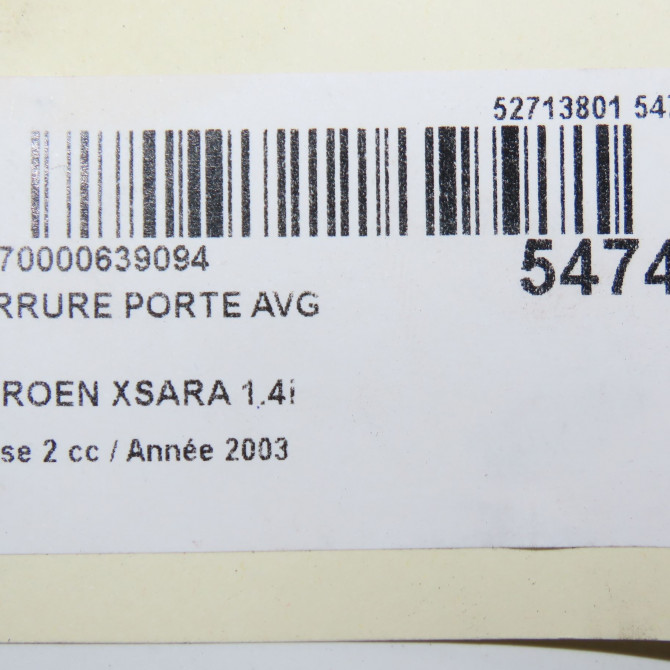 52713801 547
70000639094
5474
RRURE PORTE AVG
ROEN XSARA 1.4i
se 2 cc / Année 2003